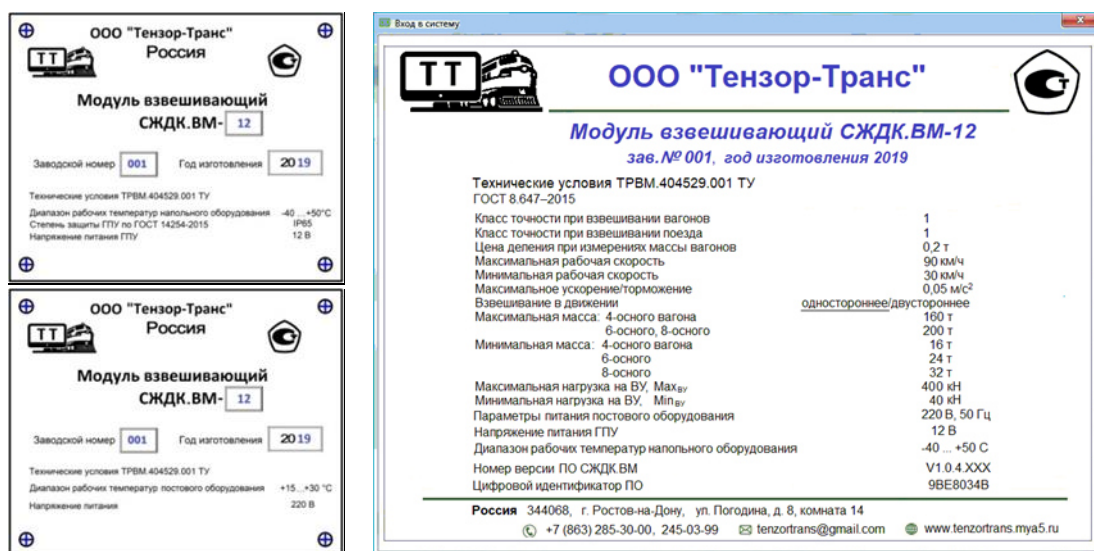 ООО "Тензор-Транс"
Россия
ТТ
Ст
Модуль взвешивающий
СЖДК.ВМ- 12
Заводской номер 001 Год изготовления 2019
Технические условия ТРВМ.404529.001 ТУ
Диапазон рабочих температур напольного оборудования -40 ...+50°С
Степень защиты ГПУ по ГОСТ 14254-2015 IP65
Напряжение питания ГПУ 12 В
ООО "Тензор-Транс"
Россия
ТТ
Ст
Модуль взвешивающий
СЖДК.ВМ- 12
Заводской номер 001 Год изготовления 2019
Технические условия ТРВМ.404529.001 ТУ
Диапазон рабочих температур постового оборудования +15...+30 °С
Напряжение питания 220 В
Вход в систему
ТТ
ООО "Тензор-Транс"
Ст
Модуль взвешивающий СЖДК.ВМ-12
зав.№ 001, год изготовления 2019
Технические условия ТРВМ.404529.001 ТУ
ГОСТ 8.647–2015
Класс точности при взвешивании вагонов 1
Класс точности при взвешивании поезда 1
Цена деления при измерениях массы вагонов 0,2 т
Максимальная рабочая скорость 90 км/ч
Минимальная рабочая скорость 30 км/ч
Максимальное ускорение/торможение 0,05 м/с²
Взвешивание в движении одностороннее/двустороннее
Максимальная масса: 4-осного вагона 160 т
6-осного, 8-осного 200 т
Минимальная масса: 4-осного вагона 16 т
6-осного 24 т
8-осного 32 т
Максимальная нагрузка на ВУ, Max ВУ 400 кН
Минимальная нагрузка на ВУ, Min ВУ 40 кН
Параметры питания постового оборудования 220 В, 50 Гц
Напряжение питания ГПУ 12 В
Диапазон рабочих температур напольного оборудования -40 ... +50 С
Номер версии ПО СЖДК.ВМ V1.0.4.XXX
Цифровой идентификатор ПО 9BE8034B
Россия 344068, г. Ростов-на-Дону, ул. Погодина, д. 8, комната 14
+7 (863) 285-30-00, 245-03-99 tenzortrans@gmail.com www.tenzortrans.mya5.ru